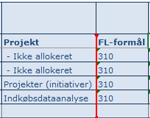 Projekt FL-formål
- Ikke allokeret 310
- Ikke allokeret 310
Projekter (initiativer) 310
Indkøbsdataanalyse 310